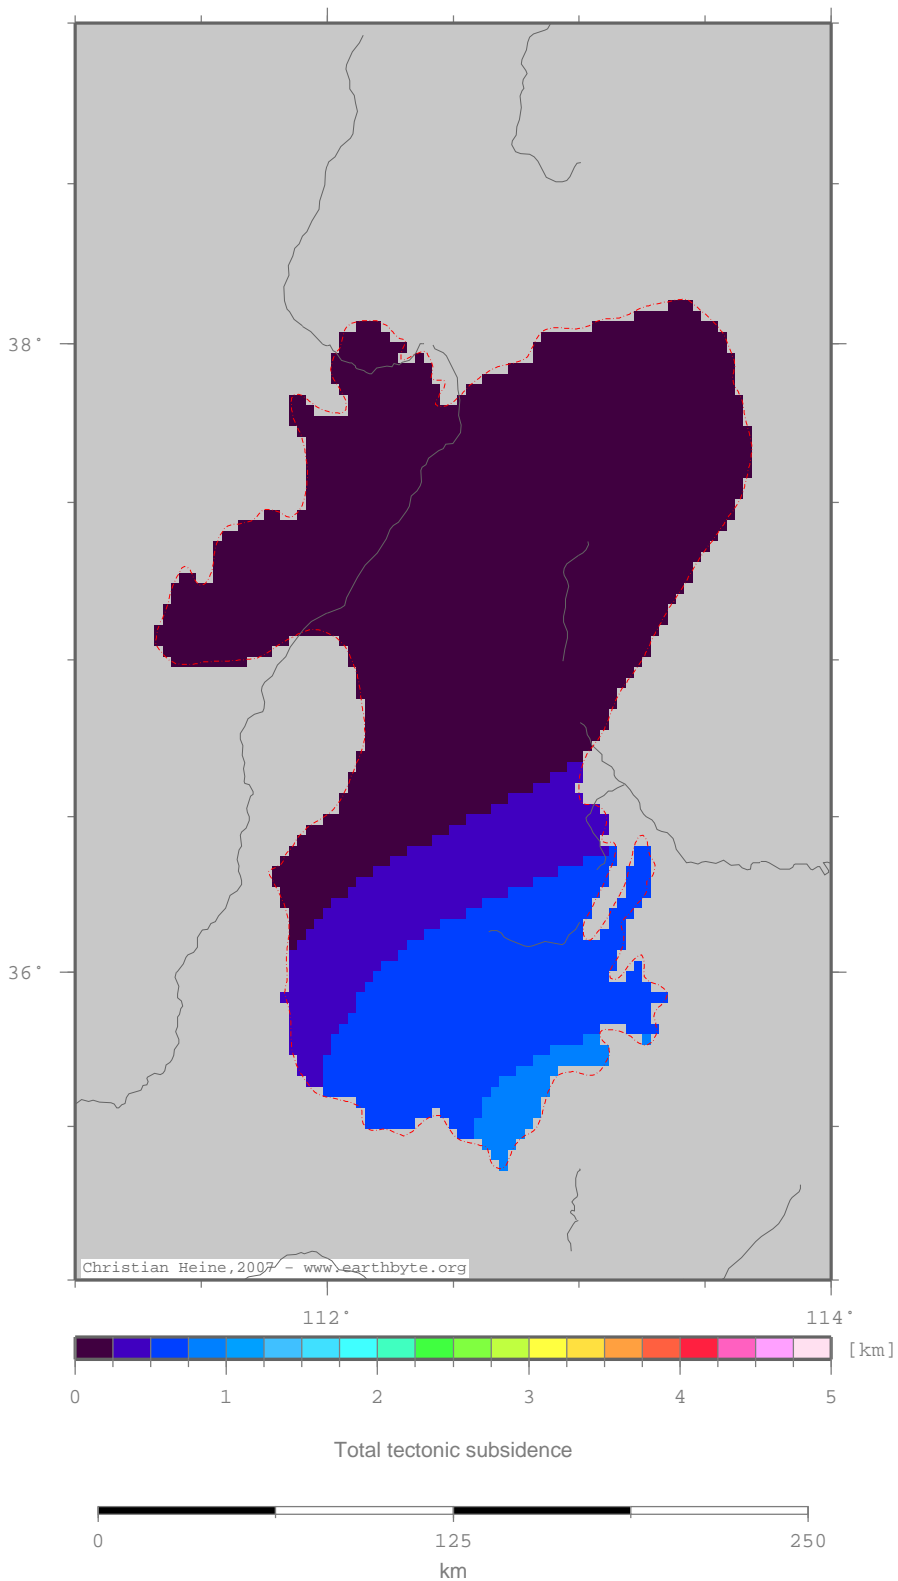 38°
36°
Christian Heine, 2007 - www.earthbyte.org
112° 114°
[km]
0 1 2 3 4 5
Total tectonic subsidence
0 125 250
km